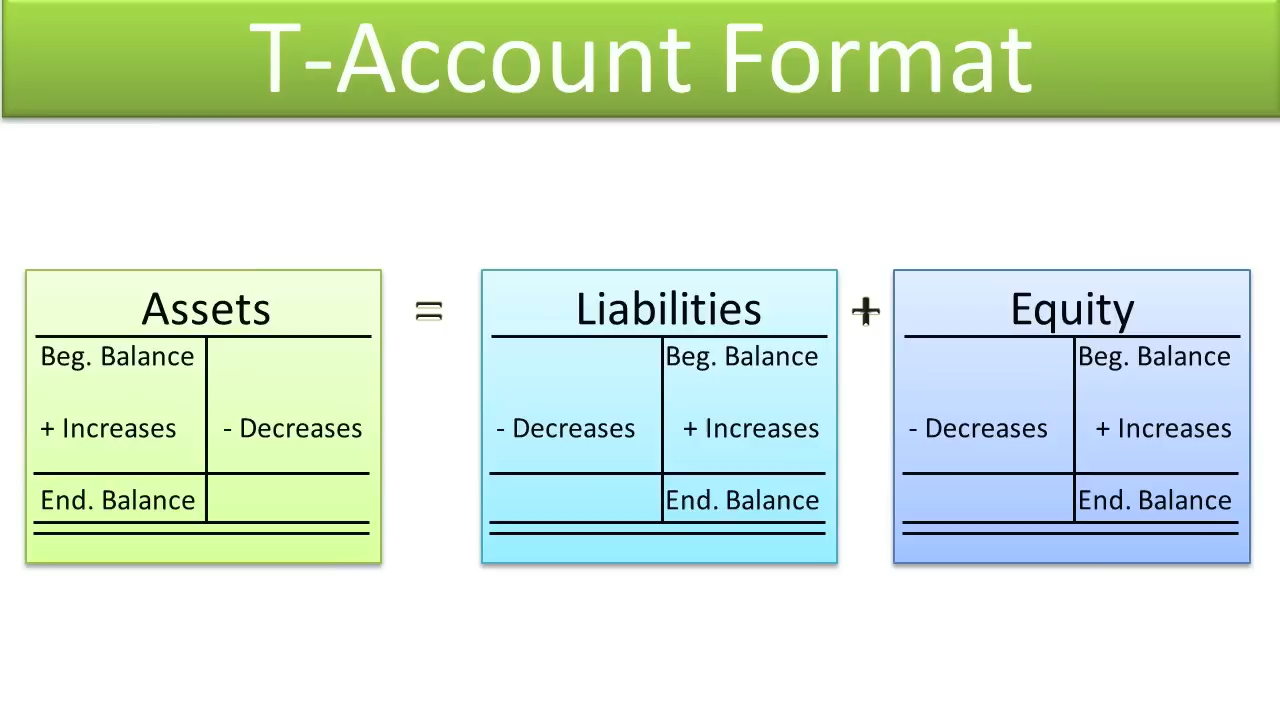 T-Account Format
Assets = Liabilities + Equity
Beg. Balance Beg. Balance Beg. Balance
+ Increases - Decreases - Decreases + Increases - Decreases + Increases
End. Balance End. Balance End. Balance